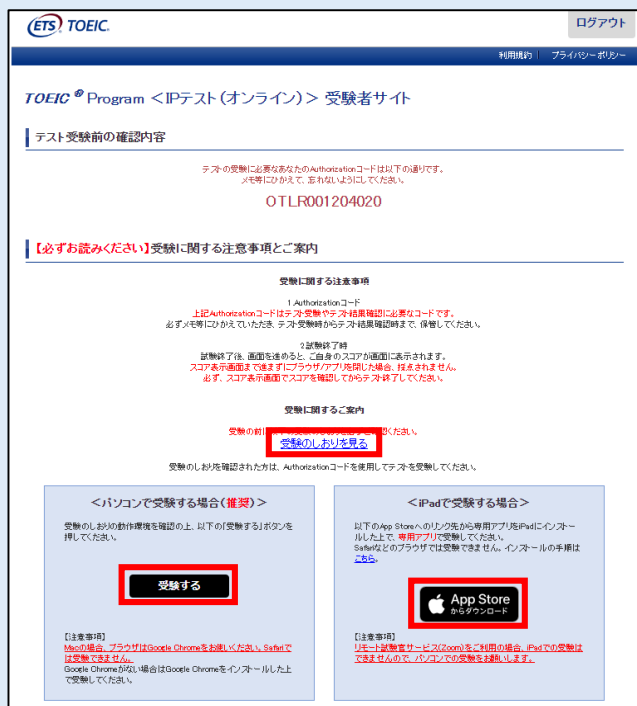 ETS TOEIC.
ログアウト
利用規約
プライバシーポリシー
TOEIC ® Program <IPテスト(オンライン)> 受験者サイト
テスト受験前の確認内容
テストの受験に必要なあなたのAuthorizationコードは以下の通りです。
メモ等にひかえて、忘れないようにしてください。
OTLR001204020
【必ずお読みください】受験に関する注意事項とご案内
受験に関する注意事項
1.Authorizationコード
上記Authorizationコードはテスト受験やテスト結果確認に必要なコードです。
必ずメモ等にひかえていただき、テスト受験時からテスト結果確認時まで、保管してください。
2.試験終了時
試験終了後、画面を進めると、ご自身のスコアが画面に表示されます。
スコア表示画面まで進まずにブラウザ/アプリを閉じた場合、採点されません。
必ず、スコア表示画面でスコアを確認してからテスト終了してください。
受験に関するご案内
受験の前に
ください。
受験のしおりを見る
受験のしおりを確認された方は、Authorizationコードを使用してテストを受験してください。
<パソコンで受験する場合(推奨)>
受験のしおりの動作環境を確認の上、以下の「受験する」ボタンを
押してください。
受験する
【注意事項】
Macの場合、ブラウザはGoogle Chromeをお使いください。Safariで
は受験できません。
Google Chromeがない場合はGoogle Chromeをインストールした上
で受験してください。
<iPadで受験する場合>
以下のApp Storeへのリンク先から専用アプリをiPadにインストー
ルした上で、専用アプリで受験してください。
Safariなどのブラウザでは受験できません。インストールの手順は
こちら。
App Store
からダウンロード
【注意事項】
リモート試験官サービス(Zoom)をご利用の場合、iPadでの受験は
できませんので、パソコンでの受験をお願いします。